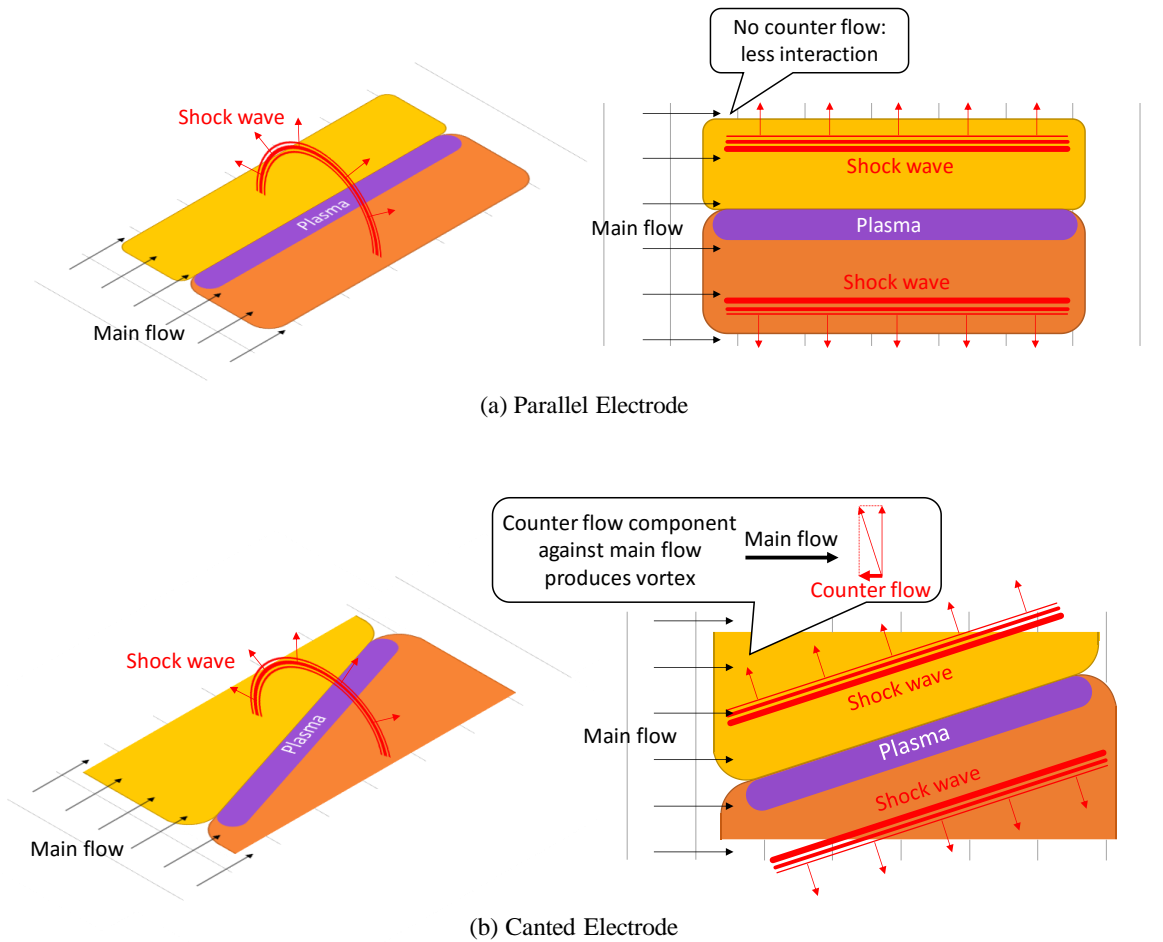 No counter flow:
less interaction
Shock wave
Plasma
Main flow
Shock wave
Main flow
Plasma
Shock wave
(a) Parallel Electrode
Counter flow component
against main flow
produces vortex
Main flow
Counter flow
Shock wave
Plasma
Main flow
Shock wave
Main flow
Plasma
Shock wave
(b) Canted Electrode